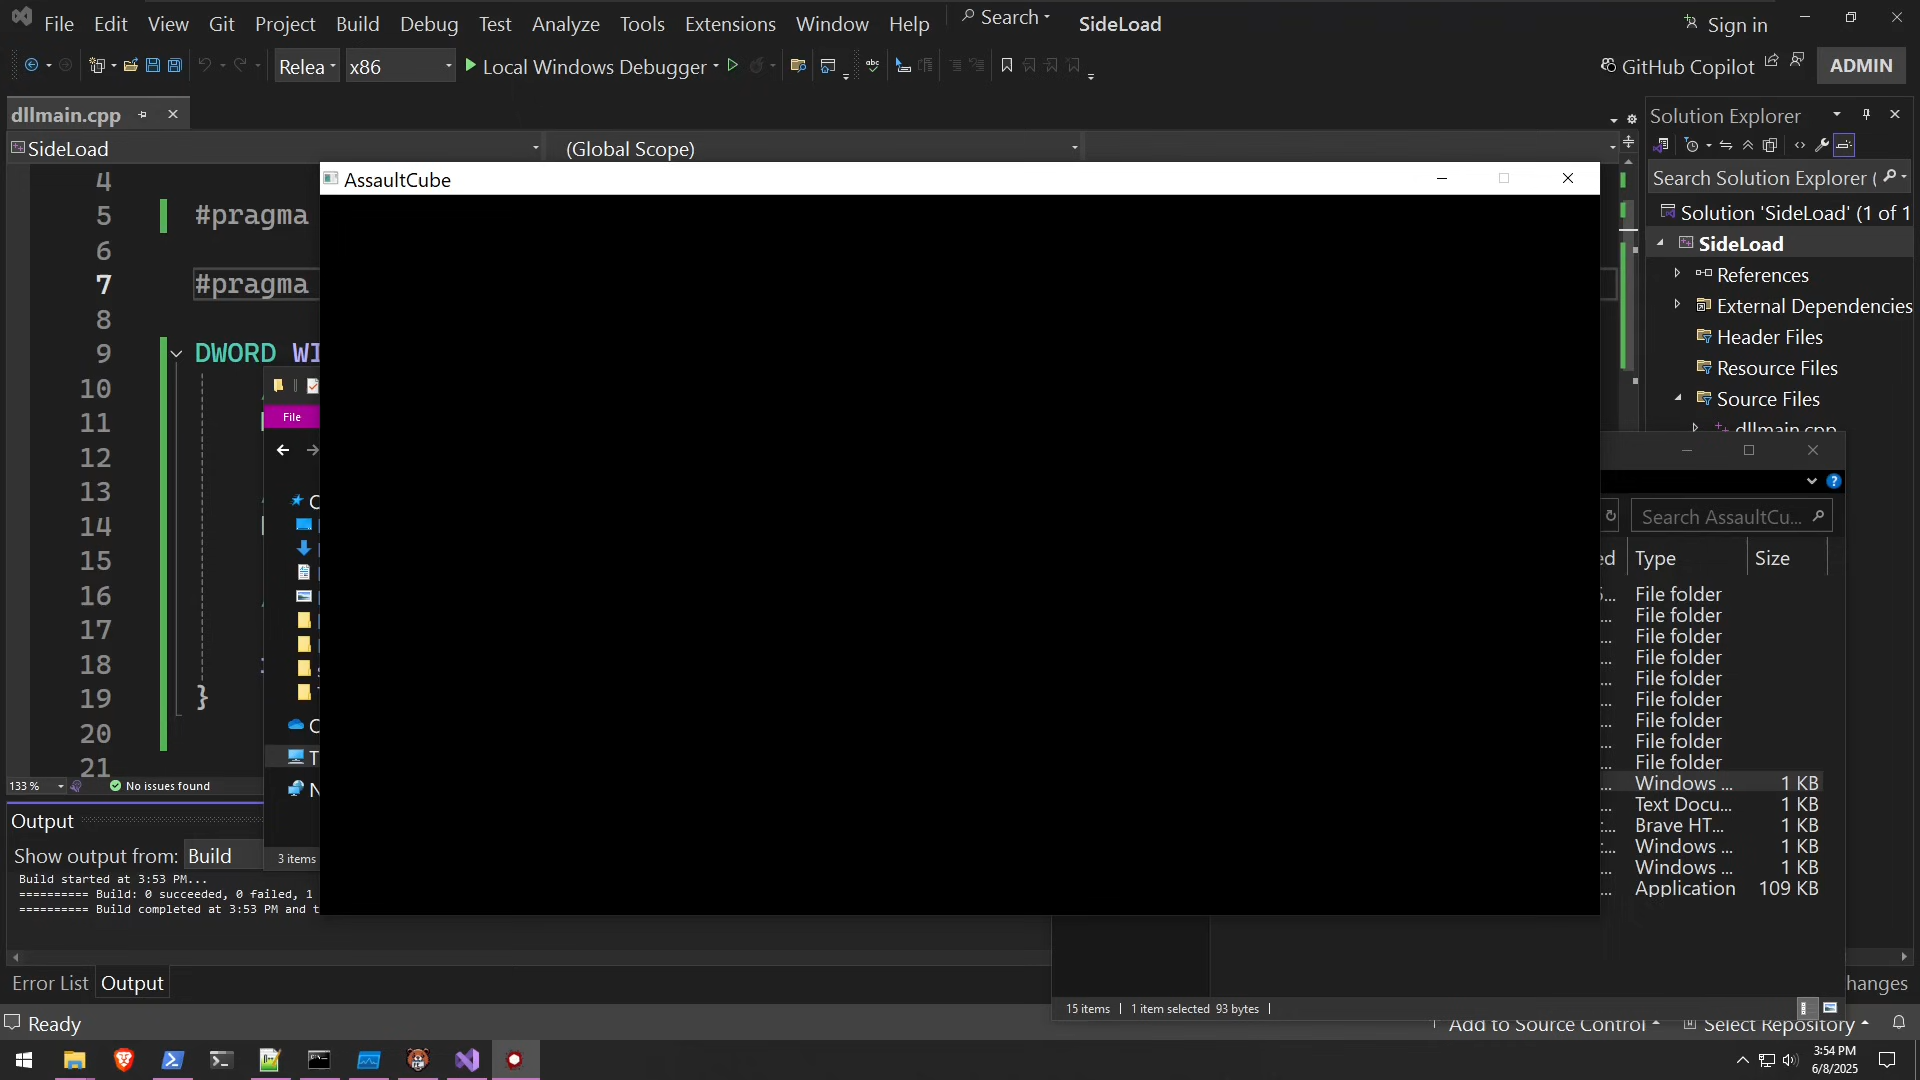 File Edit View Git Project Build Debug Test Analyze Tools Extensions Window Help Search SideLoad Sign in
Relea x86 Local Windows Debugger GitHub Copilot ADMIN
dllmain.cpp
SideLoad (Global Scope)
Solution Explorer
Search Solution Explorer (
Solution 'SideLoad' (1 of 1
SideLoad
References
External Dependencies
Header Files
Resource Files
Source Files
dllmain.cpp
AssaultCube
4
5 #pragma
6
7 #pragma
8
9 DWORD WI
10
11
12
13
14
15
16
17
18
19 }
20
21
File
3 items
133 % No issues found
Search AssaultCu...
ed Type Size
File folder
File folder
File folder
File folder
File folder
File folder
File folder
File folder
File folder
Windows ... 1 KB
Text Docu... 1 KB
Brave HT... 1 KB
Windows ... 1 KB
Windows ... 1 KB
Application 109 KB
15 items 1 item selected 93 bytes
Output
Show output from: Build
Build started at 3:53 PM...
========== Build: 0 succeeded, 0 failed, 1
========== Build completed at 3:53 PM and t
Error List Output
hanges
Ready
Add to Source Control Select Repository
3:54 PM
6/8/2025